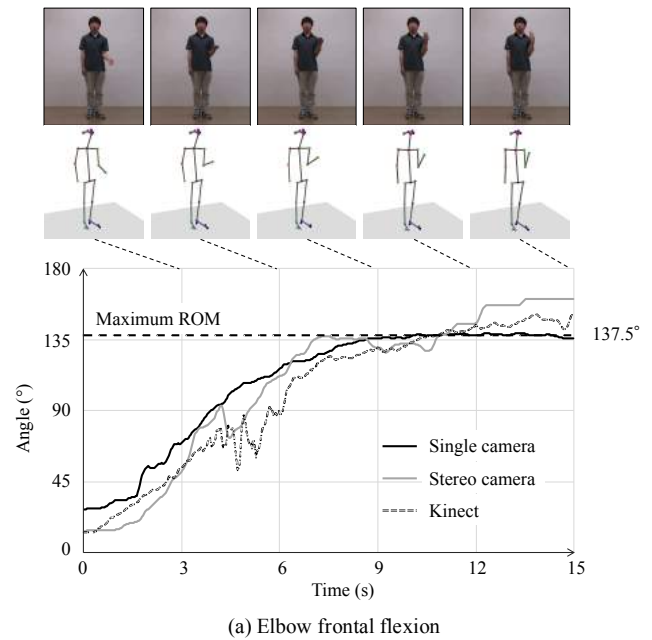 180
Maximum ROM
135
137.5°
90
45
0
Angle (°)
Single camera
Stereo camera
Kinect
0 3 6 9 12 15
Time (s)
(a) Elbow frontal flexion